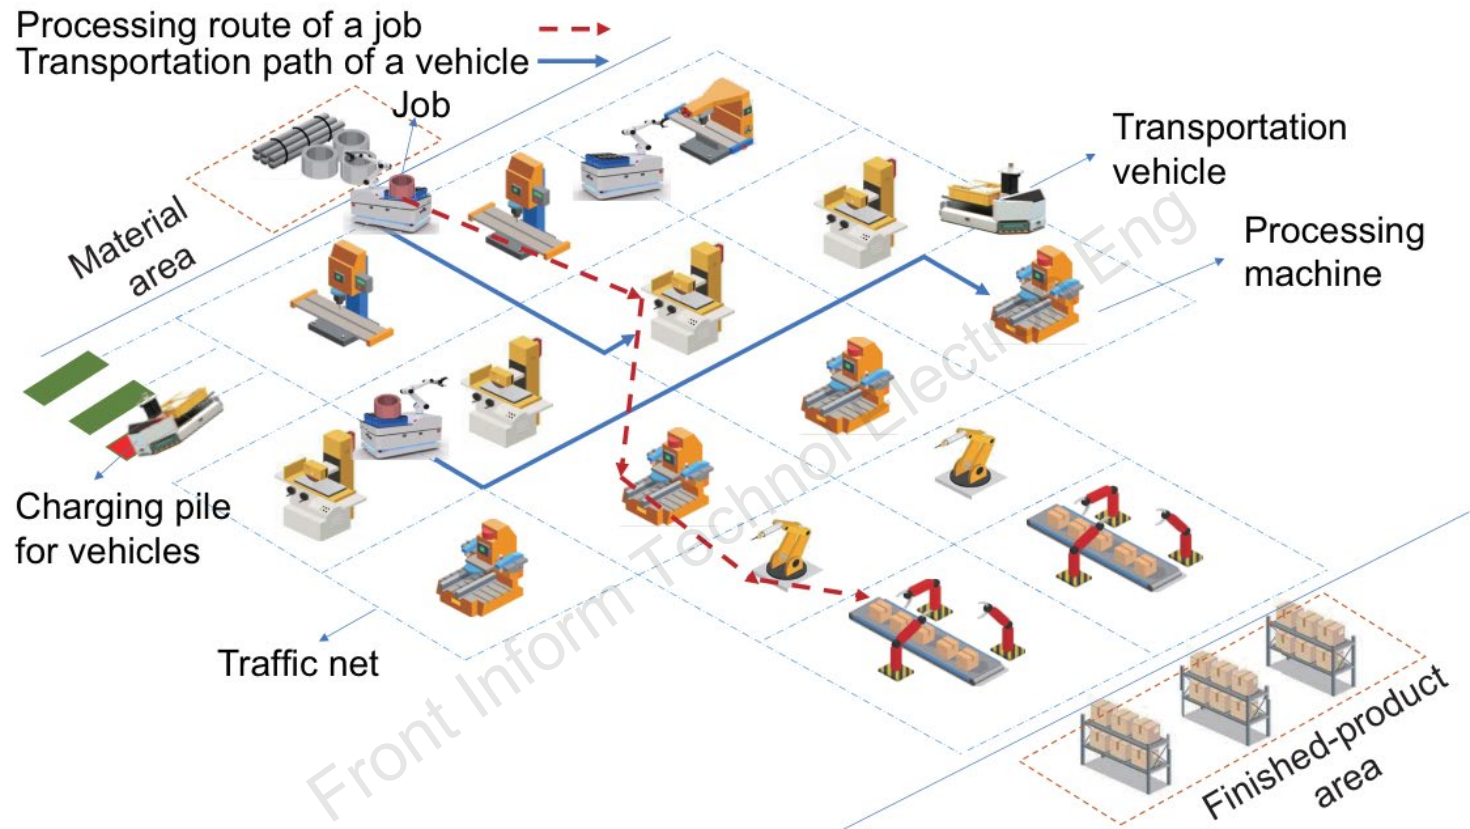 Processing route of a job
Transportation path of a vehicle
Job
Transportation
vehicle
Processing
machine
Material
area
Charging pile
for vehicles
Traffic net
Finished-product
area
Front Inform Technol Electron Eng